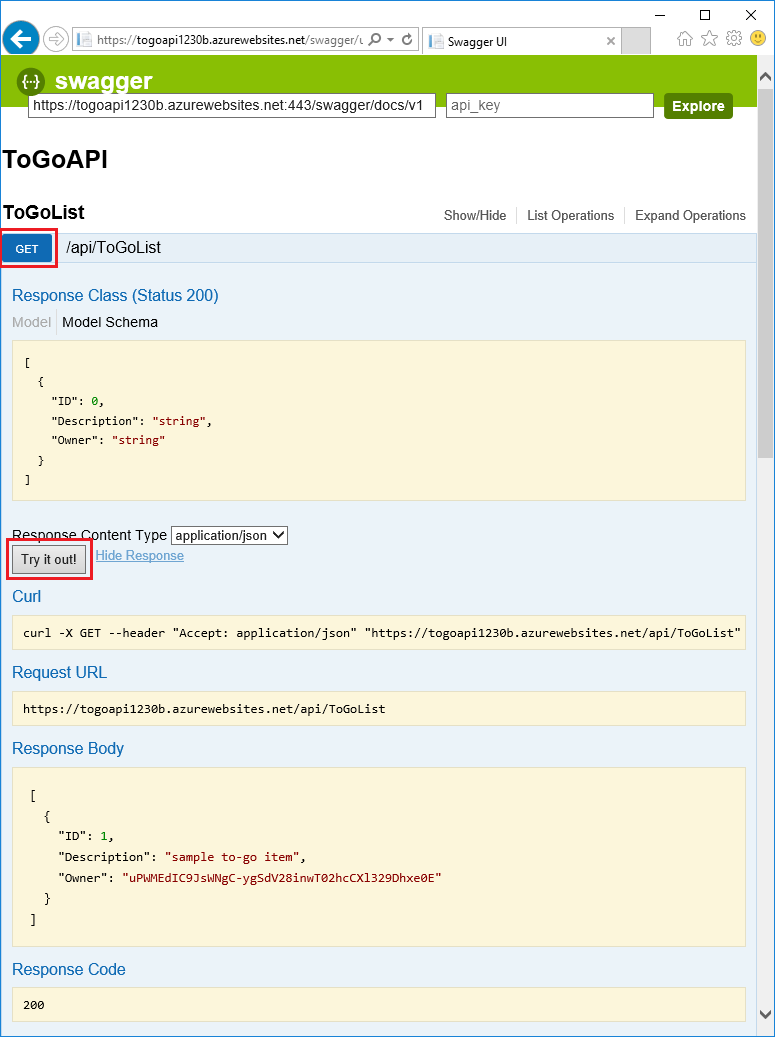 https://togoapi1230b.azurewebsites.net/swagger/u
Swagger UI
swagger
https://togoapi1230b.azurewebsites.net:443/swagger/docs/v1
api_key
Explore
ToGoAPI
ToGoList
Show/Hide
List Operations
Expand Operations
GET
/api/ToGoList
Response Class (Status 200)
Model
Model Schema
[
{
"ID": 0,
"Description": "string",
"Owner": "string"
}
]
Response Content Type
application/json
Try it out!
Hide Response
Curl
curl -X GET --header "Accept: application/json" "https://togoapi1230b.azurewebsites.net/api/ToGoList"
Request URL
https://togoapi1230b.azurewebsites.net/api/ToGoList
Response Body
[
{
"ID": 1,
"Description": "sample to-go item",
"Owner": "uPWMEdIC9JsWNgC-ygSdV28inwT02hcCXl329Dhxe0E"
}
]
Response Code
200